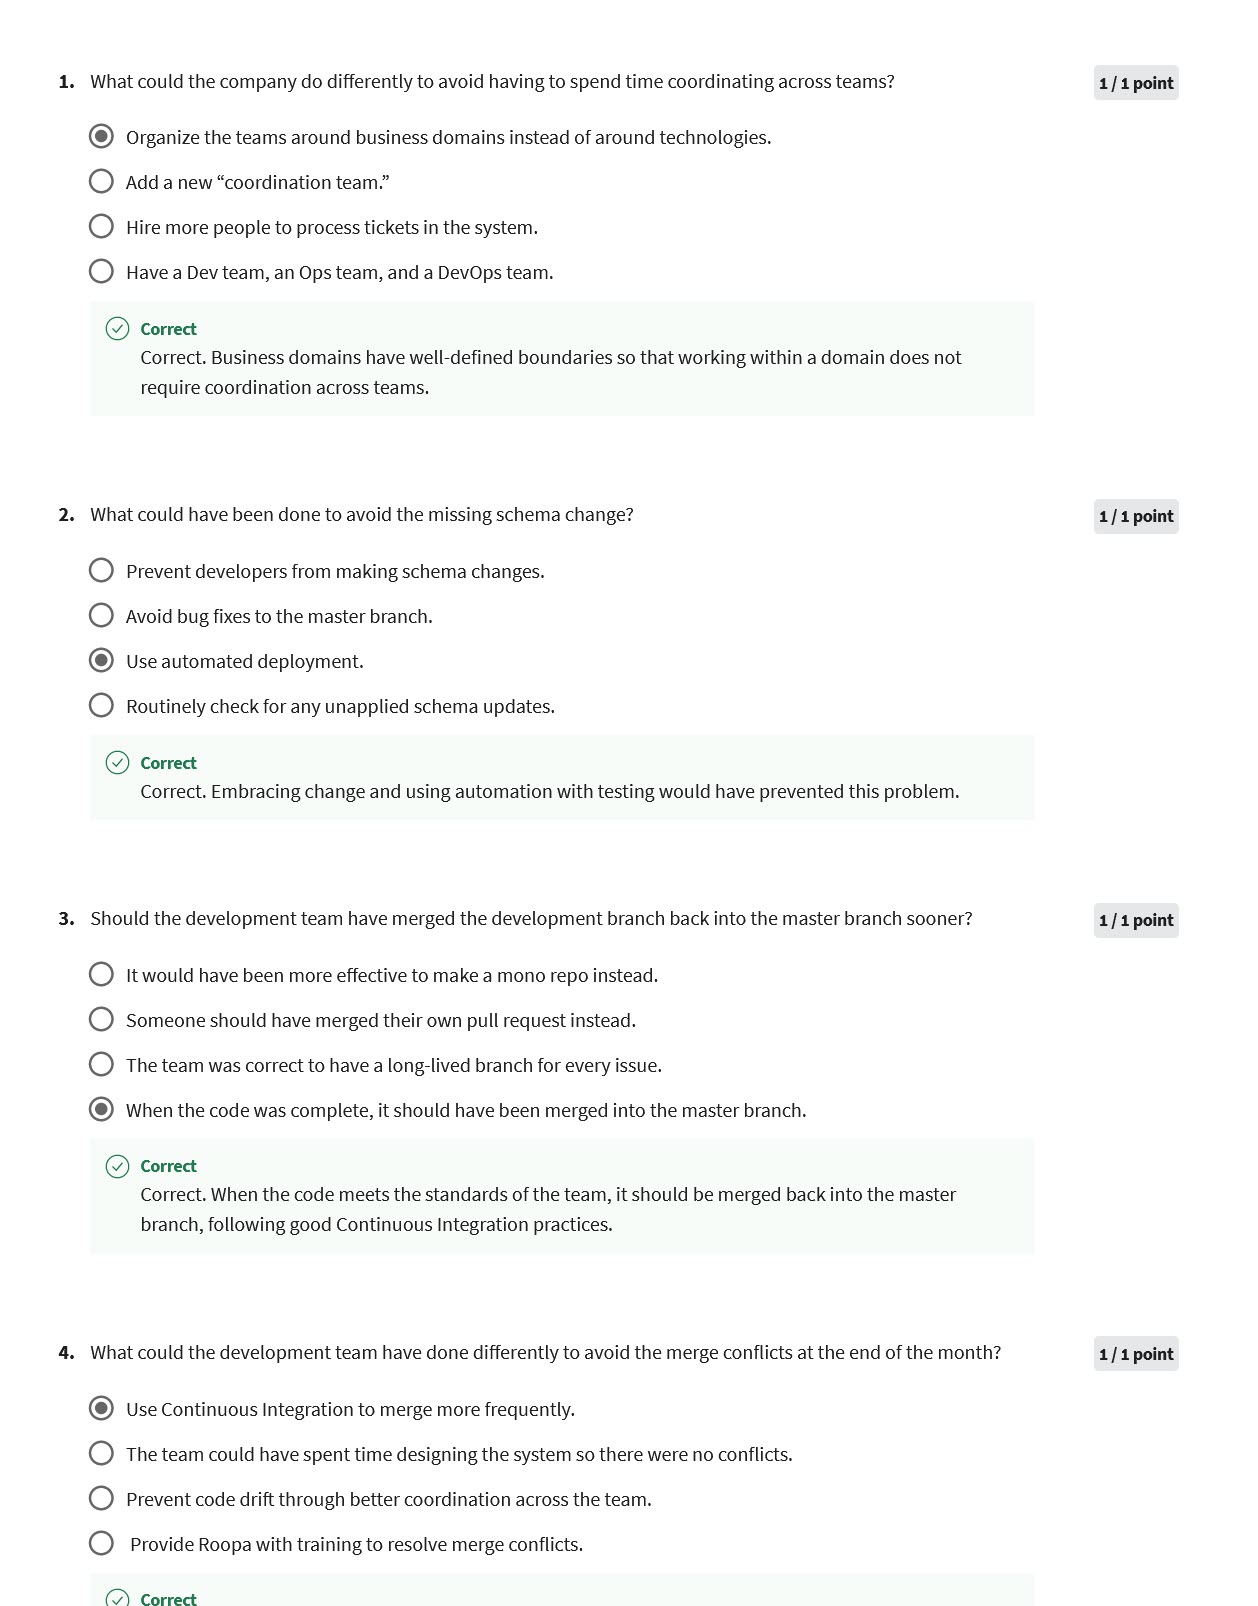 1. What could the company do differently to avoid having to spend time coordinating across teams?
1 / 1 point
Organize the teams around business domains instead of around technologies.
Add a new “coordination team.”
Hire more people to process tickets in the system.
Have a Dev team, an Ops team, and a DevOps team.
Correct
Correct. Business domains have well-defined boundaries so that working within a domain does not
require coordination across teams.
2. What could have been done to avoid the missing schema change?
1 / 1 point
Prevent developers from making schema changes.
Avoid bug fixes to the master branch.
Use automated deployment.
Routinely check for any unapplied schema updates.
Correct
Correct. Embracing change and using automation with testing would have prevented this problem.
3. Should the development team have merged the development branch back into the master branch sooner?
1 / 1 point
It would have been more effective to make a mono repo instead.
Someone should have merged their own pull request instead.
The team was correct to have a long-lived branch for every issue.
When the code was complete, it should have been merged into the master branch.
Correct
Correct. When the code meets the standards of the team, it should be merged back into the master
branch, following good Continuous Integration practices.
4. What could the development team have done differently to avoid the merge conflicts at the end of the month?
1 / 1 point
Use Continuous Integration to merge more frequently.
The team could have spent time designing the system so there were no conflicts.
Prevent code drift through better coordination across the team.
Provide Roopa with training to resolve merge conflicts.
Correct